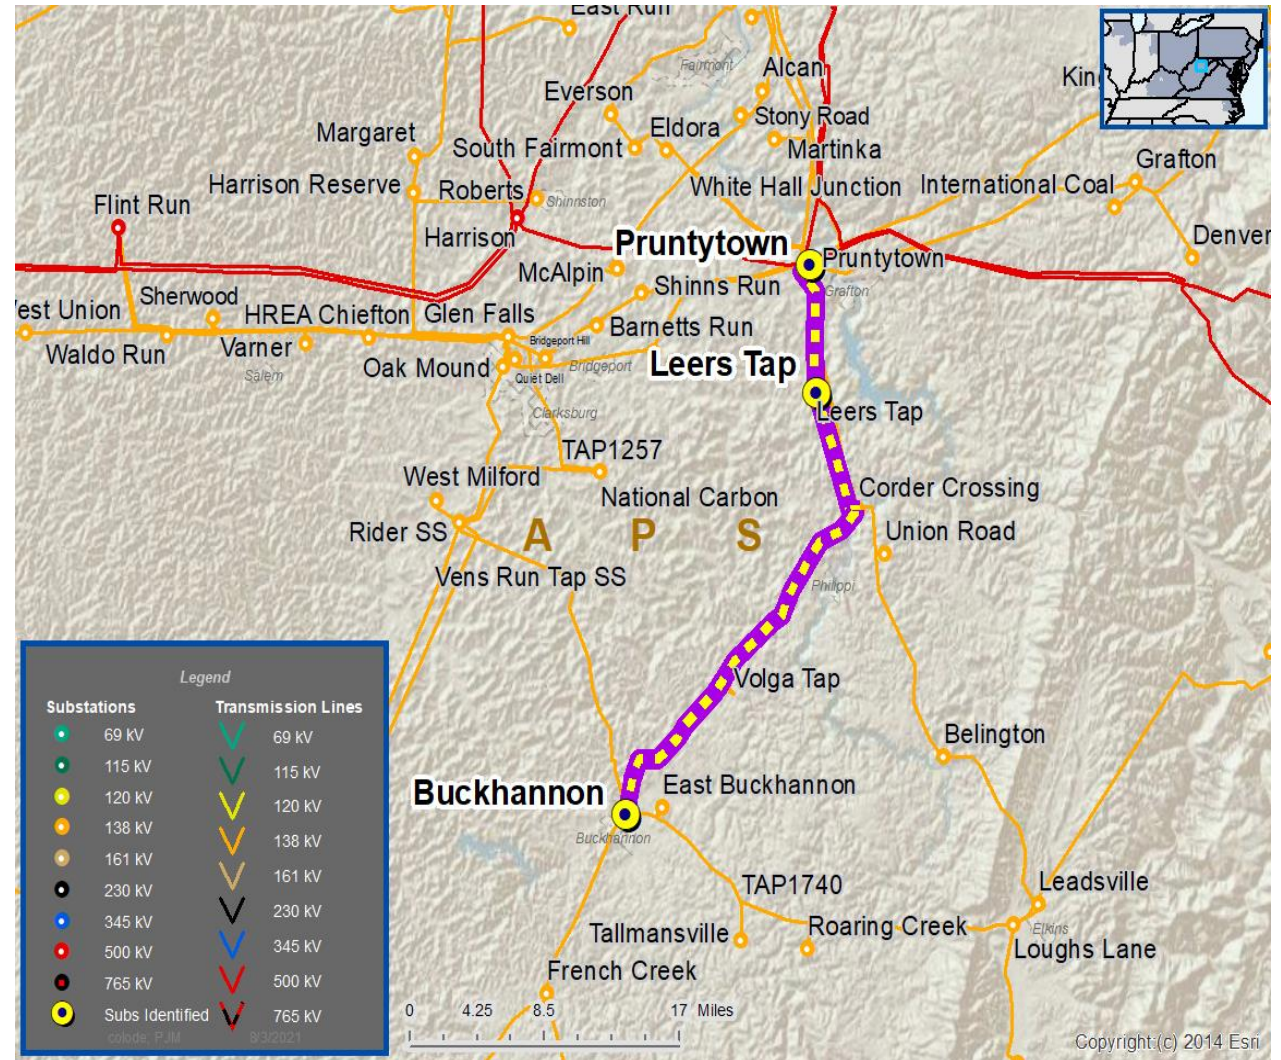 East Run
Alcan
Fairmont
King
Everson
Stony Road
Eldora
Margaret
South Fairmont
Martinka
Grafton
Harrison Reserve
Roberts
White Hall Junction
International Coal
Shinnston
Flint Run
Harrison
Pruntytown
Denver
Pruntytown
McAlpin
Shinns Run
Grafton
West Union
Sherwood
HREA Chiefton
Glen Falls
Barnetts Run
Waldo Run
Varner
Bridgeport Hill
Oak Mound
Quiet Dell
Bridgeport
Leers Tap
Salem
Clarksburg
Leers Tap
TAP1257
West Milford
National Carbon
Corder Crossing
Rider SS
A P S
Union Road
Vens Run Tap SS
Philippi
Volga Tap
Belington
Buckhannon
East Buckhannon
Buckhannon
TAP1740
Leadsville
Tallmansville
Roaring Creek
Elkins
Loughs Lane
French Creek
Legend
Substations
Transmission Lines
69 kV
69 kV
115 kV
115 kV
120 kV
120 kV
138 kV
138 kV
161 kV
161 kV
230 kV
230 kV
345 kV
345 kV
500 kV
500 kV
765 kV
765 kV
Subs Identified
colode, PJM
8/3/2021
0 4.25 8.5 17 Miles
Copyright:(c) 2014 Esri